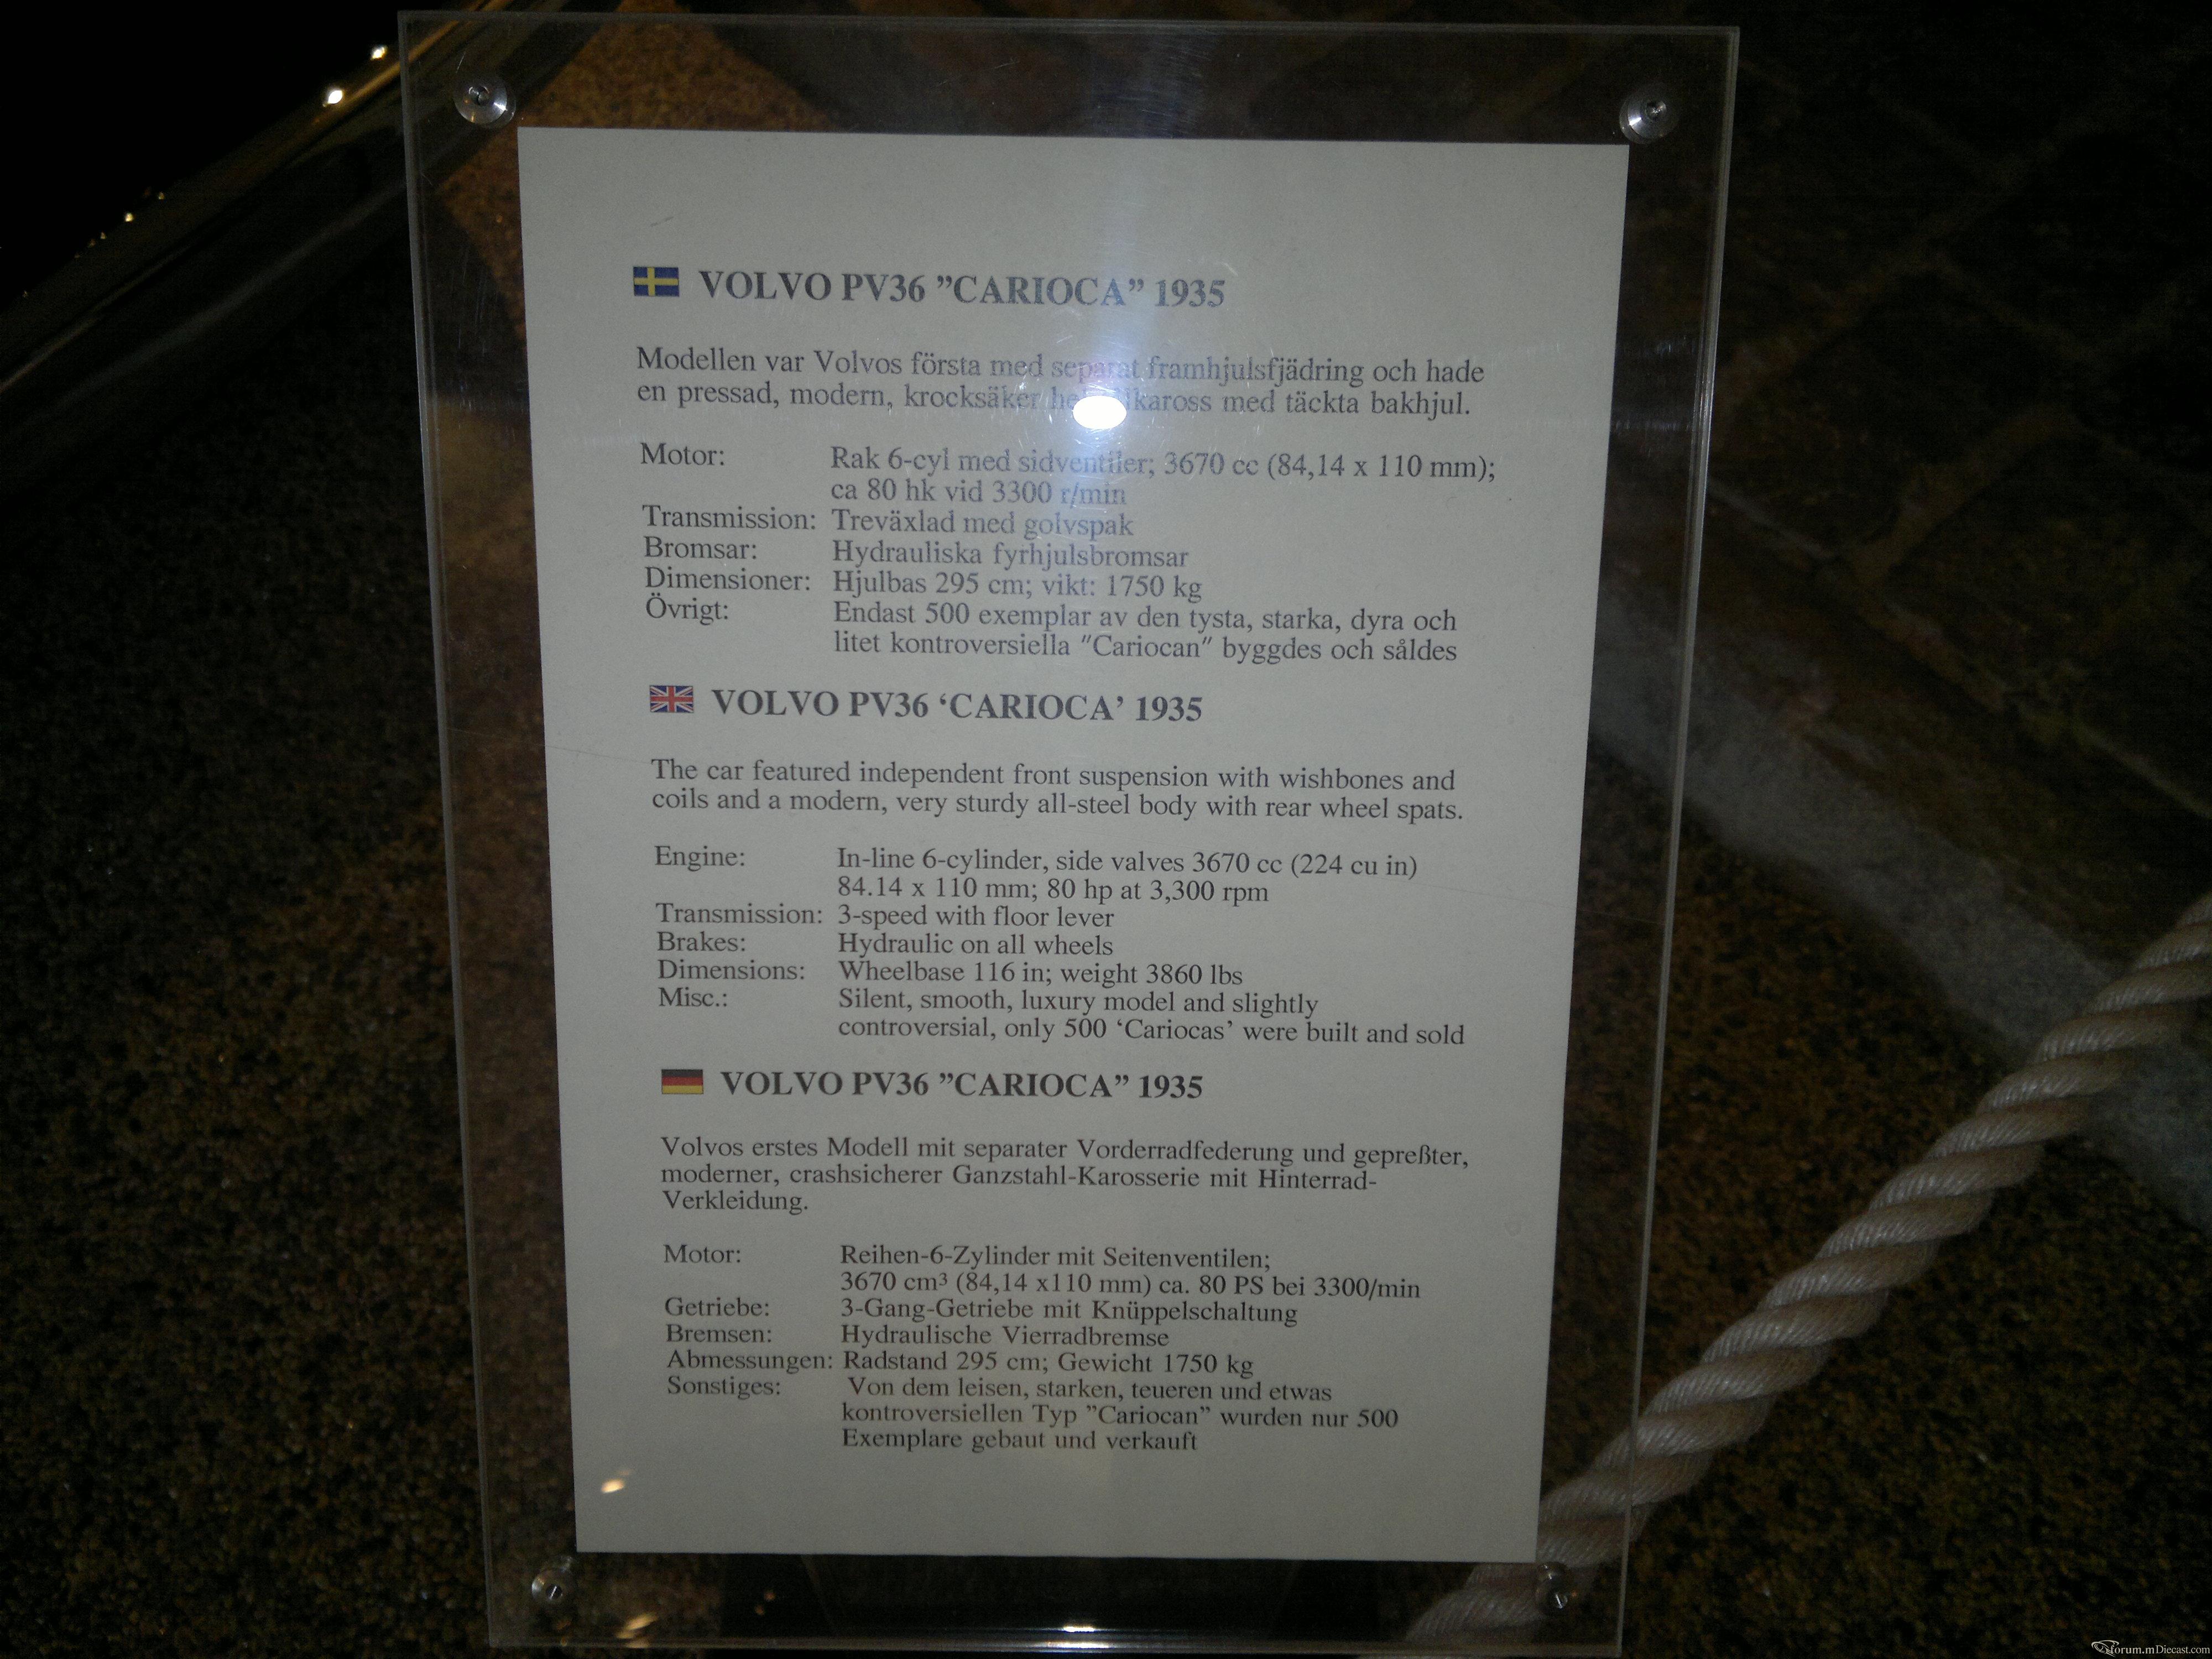 VOLVO PV36 ”CARIOCA” 1935
Modellen var Volvos första med separat framhjulsfjädring och hade
en pressad, modern, krocksäker kaross med täckta bakhjul.
Motor: Rak 6-cyl med sidventiler; 3670 cc (84,14 x 110 mm);
ca 80 hk vid 3300 r/min
Transmission: Treväxlad med golvspak
Bromsar: Hydrauliska fyrhjulsbromsar
Dimensioner: Hjulbas 295 cm; vikt: 1750 kg
Övrigt: Endast 500 exemplar av den tysta, starka, dyra och
litet kontroversiella "Cariocan" byggdes och såldes
VOLVO PV36 ‘CARIOCA’ 1935
The car featured independent front suspension with wishbones and
coils and a modern, very sturdy all-steel body with rear wheel spats.
Engine: In-line 6-cylinder, side valves 3670 cc (224 cu in)
84.14 x 110 mm; 80 hp at 3,300 rpm
Transmission: 3-speed with floor lever
Brakes: Hydraulic on all wheels
Dimensions: Wheelbase 116 in; weight 3860 lbs
Misc.: Silent, smooth, luxury model and slightly
controversial, only 500 ‘Cariocas’ were built and sold
VOLVO PV36 ”CARIOCA” 1935
Volvos erstes Modell mit separater Vorderradfederung und gepreßter,
moderner, crashsicherer Ganzstahl-Karosserie mit Hinterrad-
Verkleidung.
Motor: Reihen-6-Zylinder mit Seitenventilen;
3670 cm³ (84,14 x110 mm) ca. 80 PS bei 3300/min
Getriebe: 3-Gang-Getriebe mit Knüppelschaltung
Bremsen: Hydraulische Vierradbremse
Abmessungen: Radstand 295 cm; Gewicht 1750 kg
Sonstiges: Von dem leisen, starken, teueren und etwas
kontroversiellen Typ ”Cariocan” wurden nur 500
Exemplare gebaut und verkauft
forum.mDiecast.com